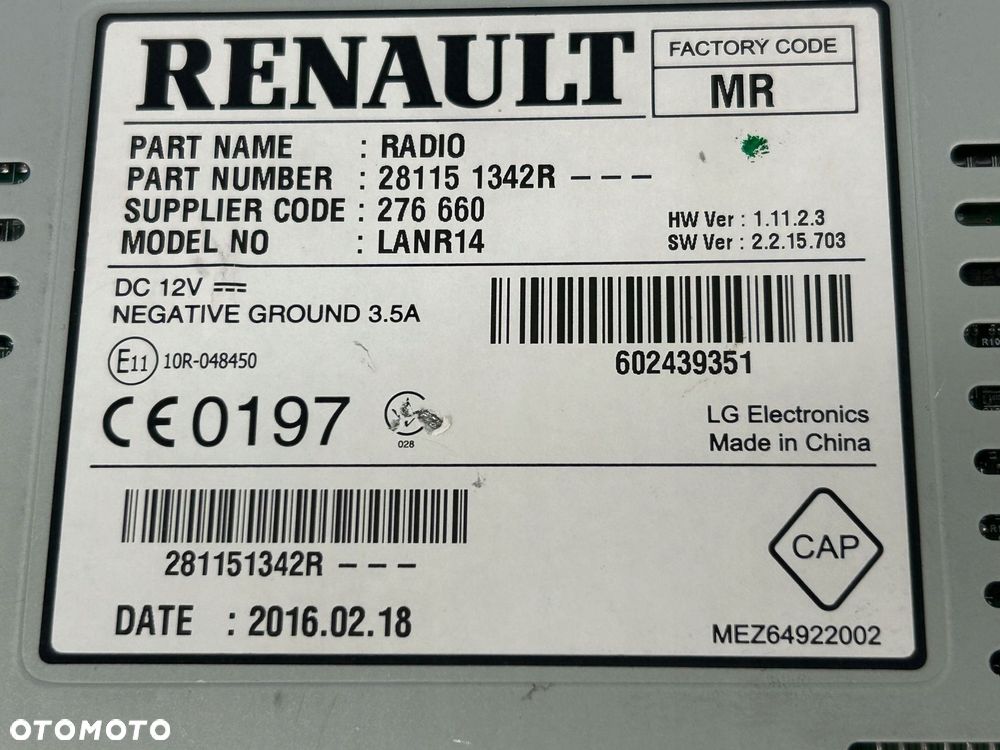 RENAULT
FACTORY CODE
MR
PART NAME : RADIO
PART NUMBER : 28115 1342R – – –
SUPPLIER CODE : 276 660
MODEL NO : LANR14
HW Ver : 1.11.2.3
SW Ver : 2.2.15.703
DC 12V
NEGATIVE GROUND 3.5A
E11 10R-048450
602439351
CE0197
028
LG Electronics
Made in China
281151342R – – –
CAP
DATE : 2016.02.18
MEZ64922002
OTOMOTO